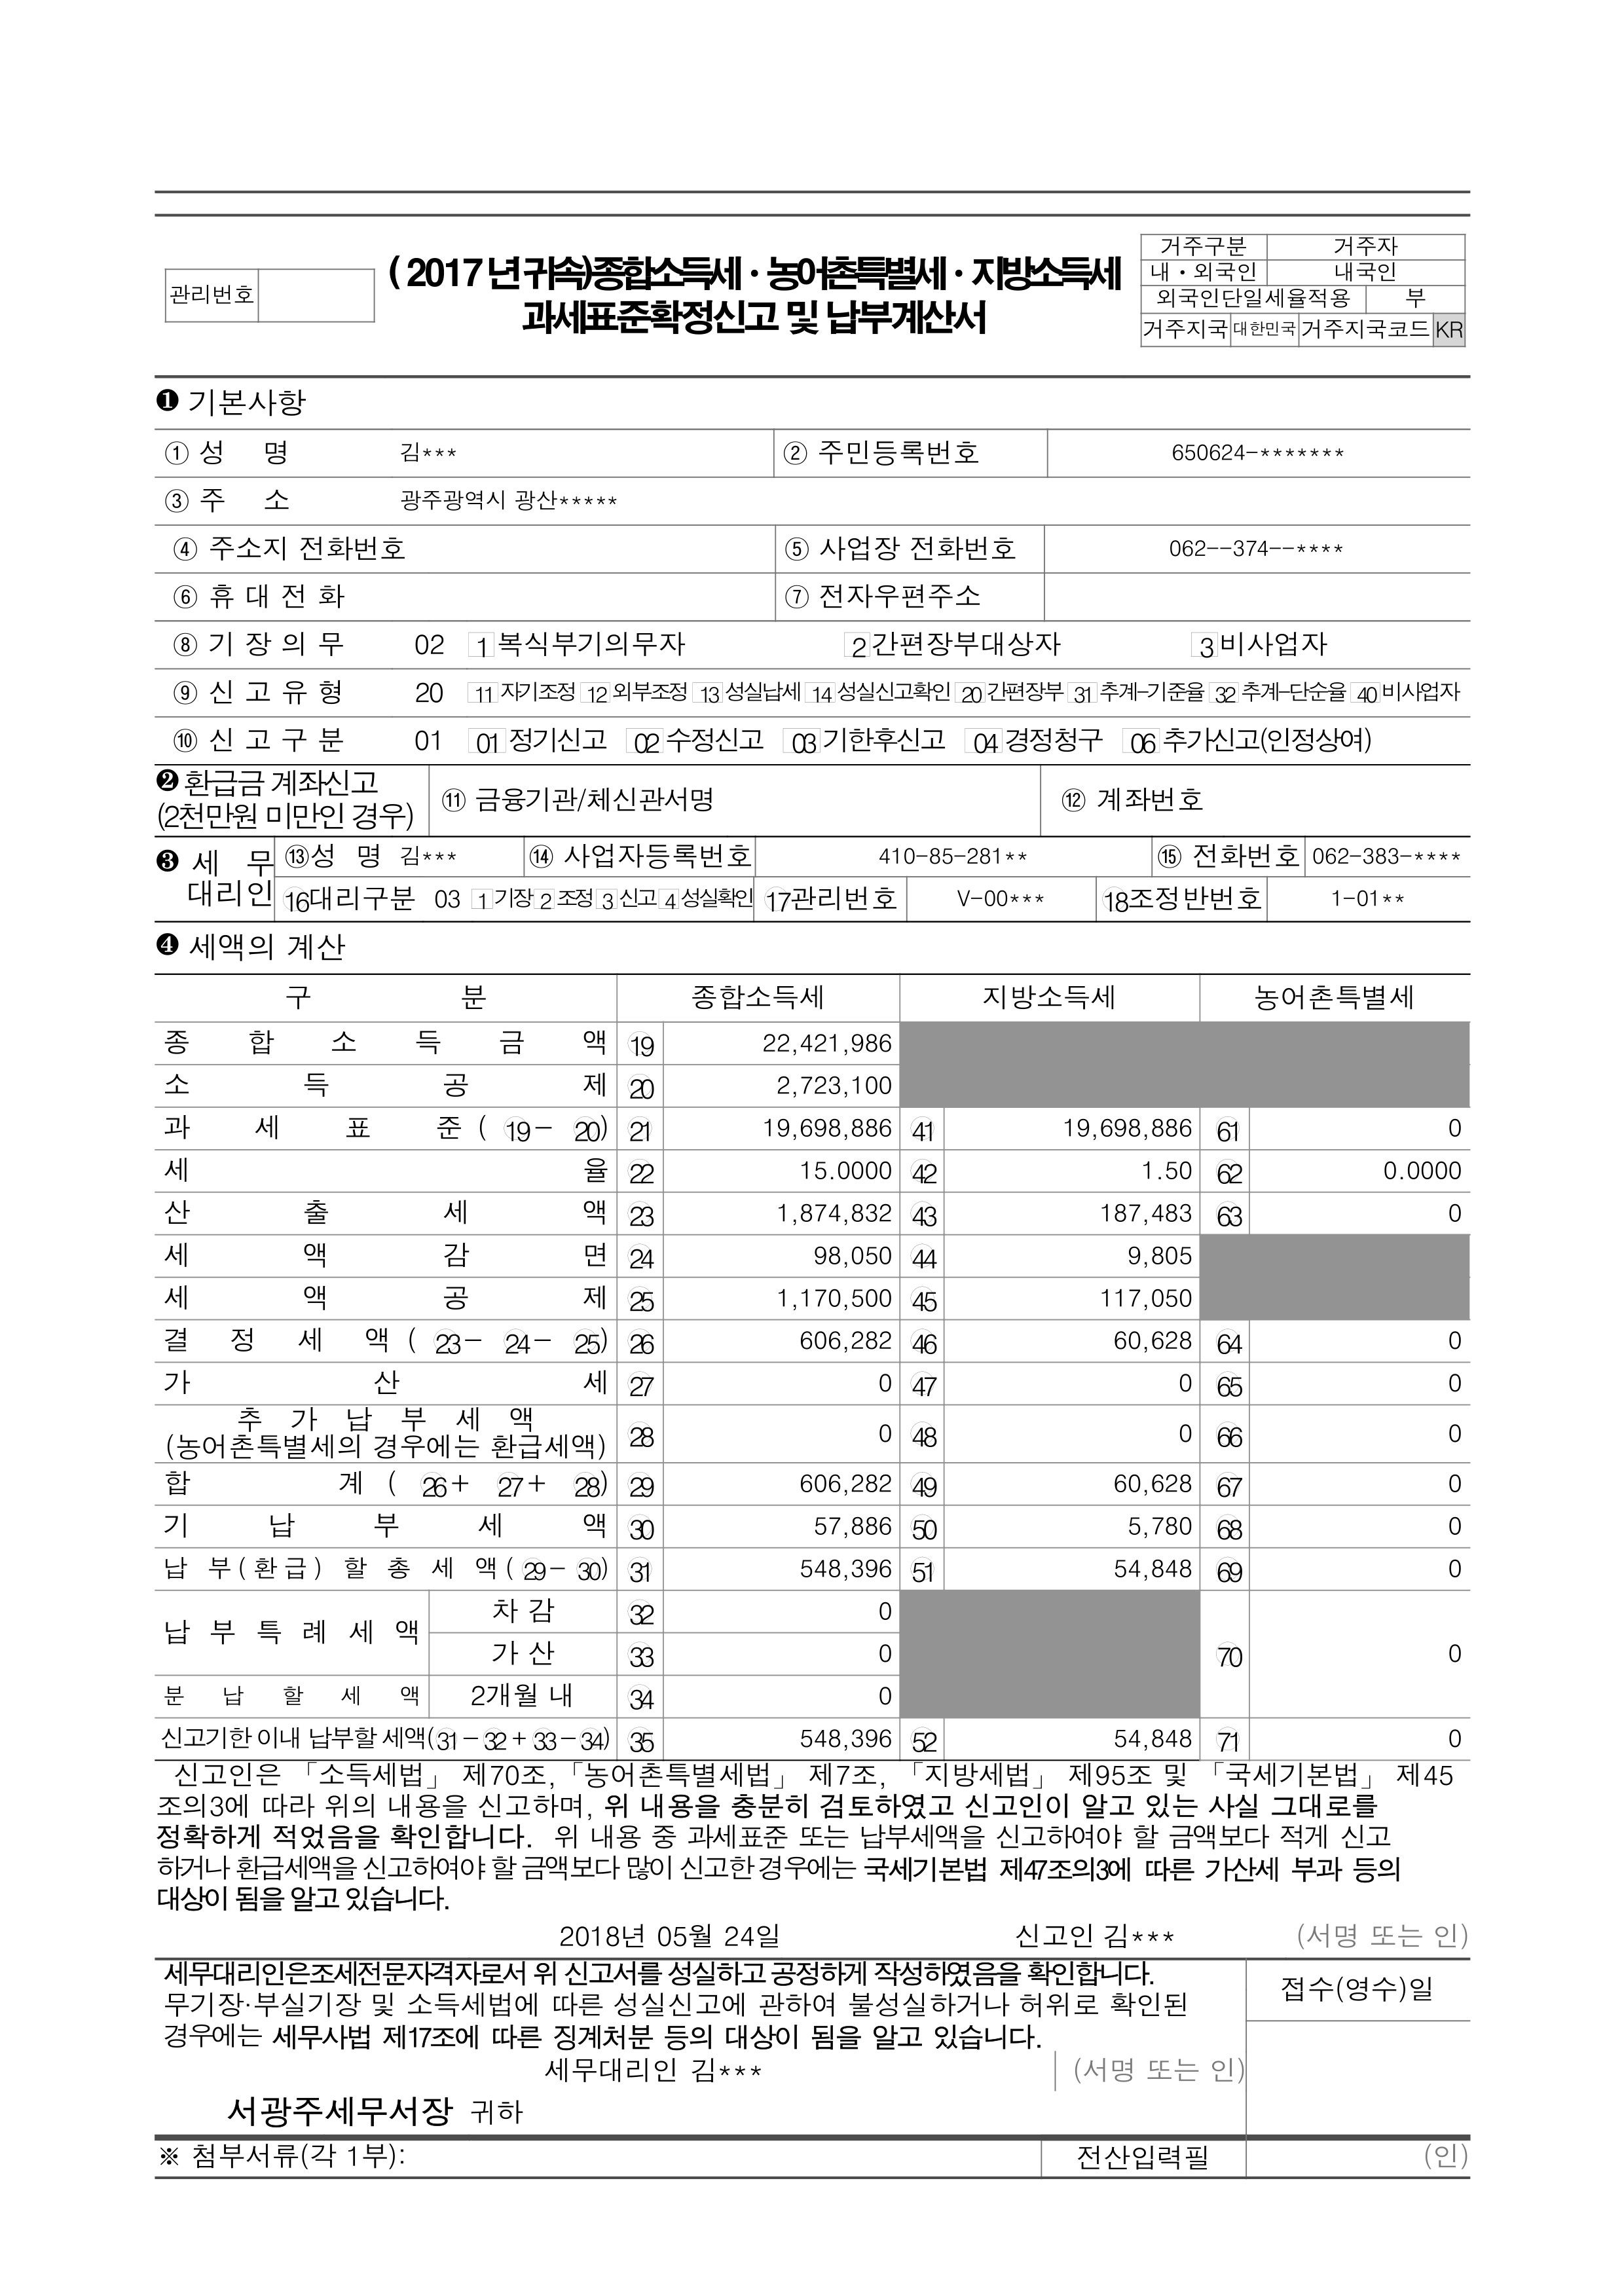 관리번호
( 2017 년 귀속)종합소득세 · 농어촌특별세 · 지방소득세
과세표준확정신고 및 납부계산서
거주구분 거주자
내 · 외국인 내국인
외국인단일세율적용 부
거주지국 대한민국 거주지국코드 KR
❶ 기본사항
① 성 명 김*** ② 주민등록번호 650624-*******
③ 주 소 광주광역시 광산*****
④ 주소지 전화번호 ⑤ 사업장 전화번호 062--374--****
⑥ 휴 대 전 화 ⑦ 전자우편주소
⑧ 기 장 의 무 02 1 복식부기의무자 2 간편장부대상자 3 비사업자
⑨ 신 고 유 형 20 11 자기조정 12 외부조정 13 성실납세 14 성실신고확인 20 간편장부 31 추계-기준율 32 추계-단순율 40 비사업자
⑩ 신 고 구 분 01 01 정기신고 02 수정신고 03 기한후신고 04 경정청구 06 추가신고(인정상여)
❷ 환급금 계좌신고
(2천만원 미만인 경우) ⑪ 금융기관/체신관서명 ⑫ 계좌번호
❸ 세 무 ⑬성 명 김*** ⑭ 사업자등록번호 410-85-281** ⑮ 전화번호 062-383-****
대리인 16대리구분 03 1 기장 2 조정 3 신고 4 성실확인 17관리번호 V-00*** 18조정반번호 1-01**
❹ 세액의 계산
구 분 종합소득세 지방소득세 농어촌특별세
종 합 소 득 금 액 19 22,421,986
소 득 공 제 20 2,723,100
과 세 표 준 ( 19 - 20) 21 19,698,886 41 19,698,886 61 0
세 율 22 15.0000 42 1.50 62 0.0000
산 출 세 액 23 1,874,832 43 187,483 63 0
세 액 감 면 24 98,050 44 9,805
세 액 공 제 25 1,170,500 45 117,050
결 정 세 액 ( 23 - 24 - 25) 26 606,282 46 60,628 64 0
가 산 세 27 0 47 0 65 0
추 가 납 부 세 액
(농어촌특별세의 경우에는 환급세액) 28 0 48 0 66 0
합 계 ( 26 + 27 + 28) 29 606,282 49 60,628 67 0
기 납 부 세 액 30 57,886 50 5,780 68 0
납 부(환급) 할 총 세 액( 29 - 30) 31 548,396 51 54,848 69 0
납 부 특 례 세 액 차 감 32 0
가 산 33 0 70 0
분 납 할 세 액 2개월 내 34 0
신고기한 이내 납부할 세액(31 - 32 + 33 - 34) 35 548,396 52 54,848 71 0
신고인은 「소득세법」 제70조, 「농어촌특별세법」 제7조, 「지방세법」 제95조 및 「국세기본법」 제45
조의3에 따라 위의 내용을 신고하며, 위 내용을 충분히 검토하였고 신고인이 알고 있는 사실 그대로를
정확하게 적었음을 확인합니다. 위 내용 중 과세표준 또는 납부세액을 신고하여야 할 금액보다 적게 신고
하거나 환급세액을 신고하여야 할 금액보다 많이 신고한 경우에는 국세기본법 제47조의3에 따른 가산세 부과 등의
대상이 됨을 알고 있습니다.
2018년 05월 24일 신고인 김*** (서명 또는 인)
세무대리인은조세전문자격자로서 위 신고서를 성실하고 공정하게 작성하였음을 확인합니다.
무기장·부실기장 및 소득세법에 따른 성실신고에 관하여 불성실하거나 허위로 확인된
경우에는 세무사법 제17조에 따른 징계처분 등의 대상이 됨을 알고 있습니다.
접수(영수)일
세무대리인 김*** (서명 또는 인)
서광주세무서장 귀하
※ 첨부서류(각 1부): 전산입력필 (인)